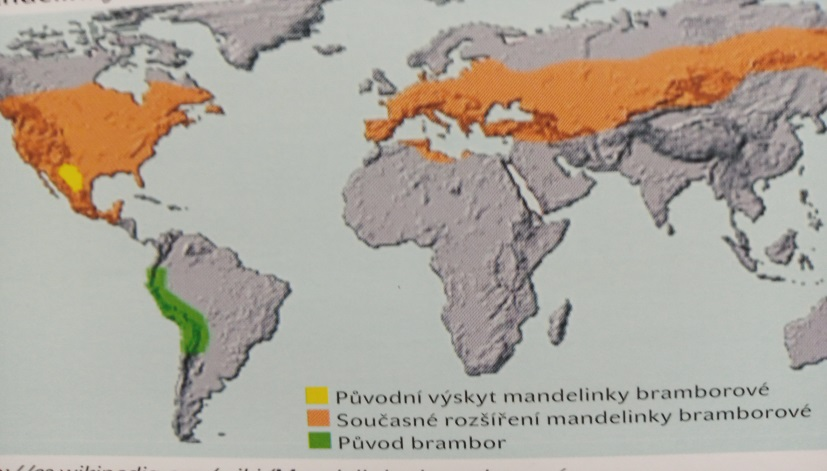 Původní výskyt mandelinky bramborové
Současné rozšíření mandelinky bramborové
Původ brambor